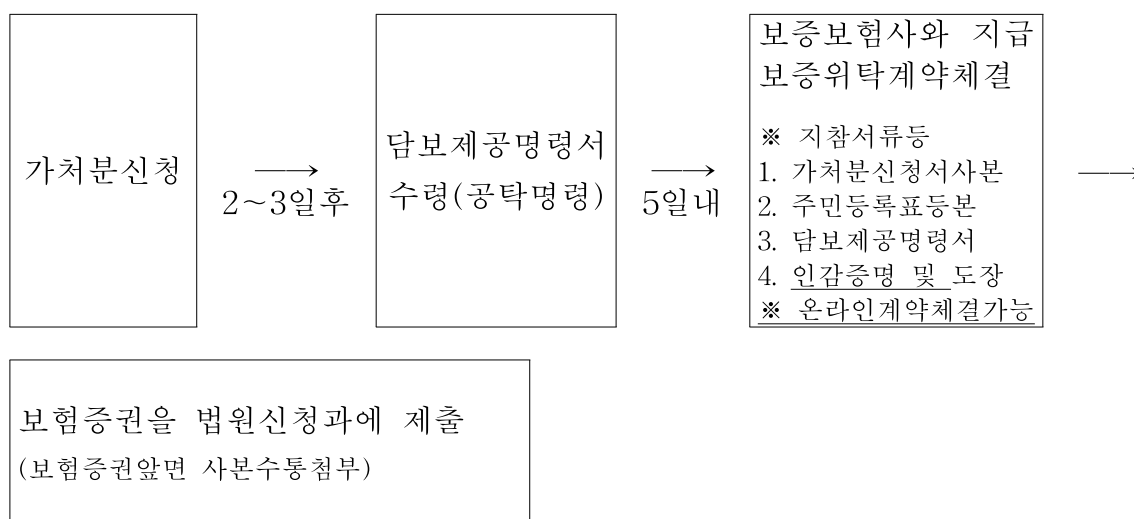 가처분신청
⟶
2~3일후
담보제공명령서
수령(공탁명령)
⟶
5일내
보증보험사와 지급
보증위탁계약체결
※ 지참서류등
1. 가처분신청서사본
2. 주민등록표등본
3. 담보제공명령서
4. 인감증명 및 도장
※ 온라인계약체결가능
⟶
보험증권을 법원신청과에 제출
(보험증권앞면 사본수통첨부)